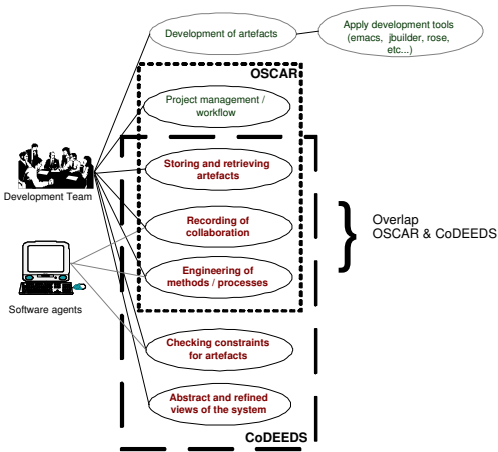 Development of artefacts
Apply development tools
(emacs, jbuilder, rose,
etc...)
OSCAR
Project management /
workflow
Storing and retrieving
artefacts
Development Team
Recording of
collaboration
Overlap
OSCAR & CoDEEDS
Engineering of
methods / processes
Software agents
Checking constraints
for artefacts
Abstract and refined
views of the system
CoDEEDS